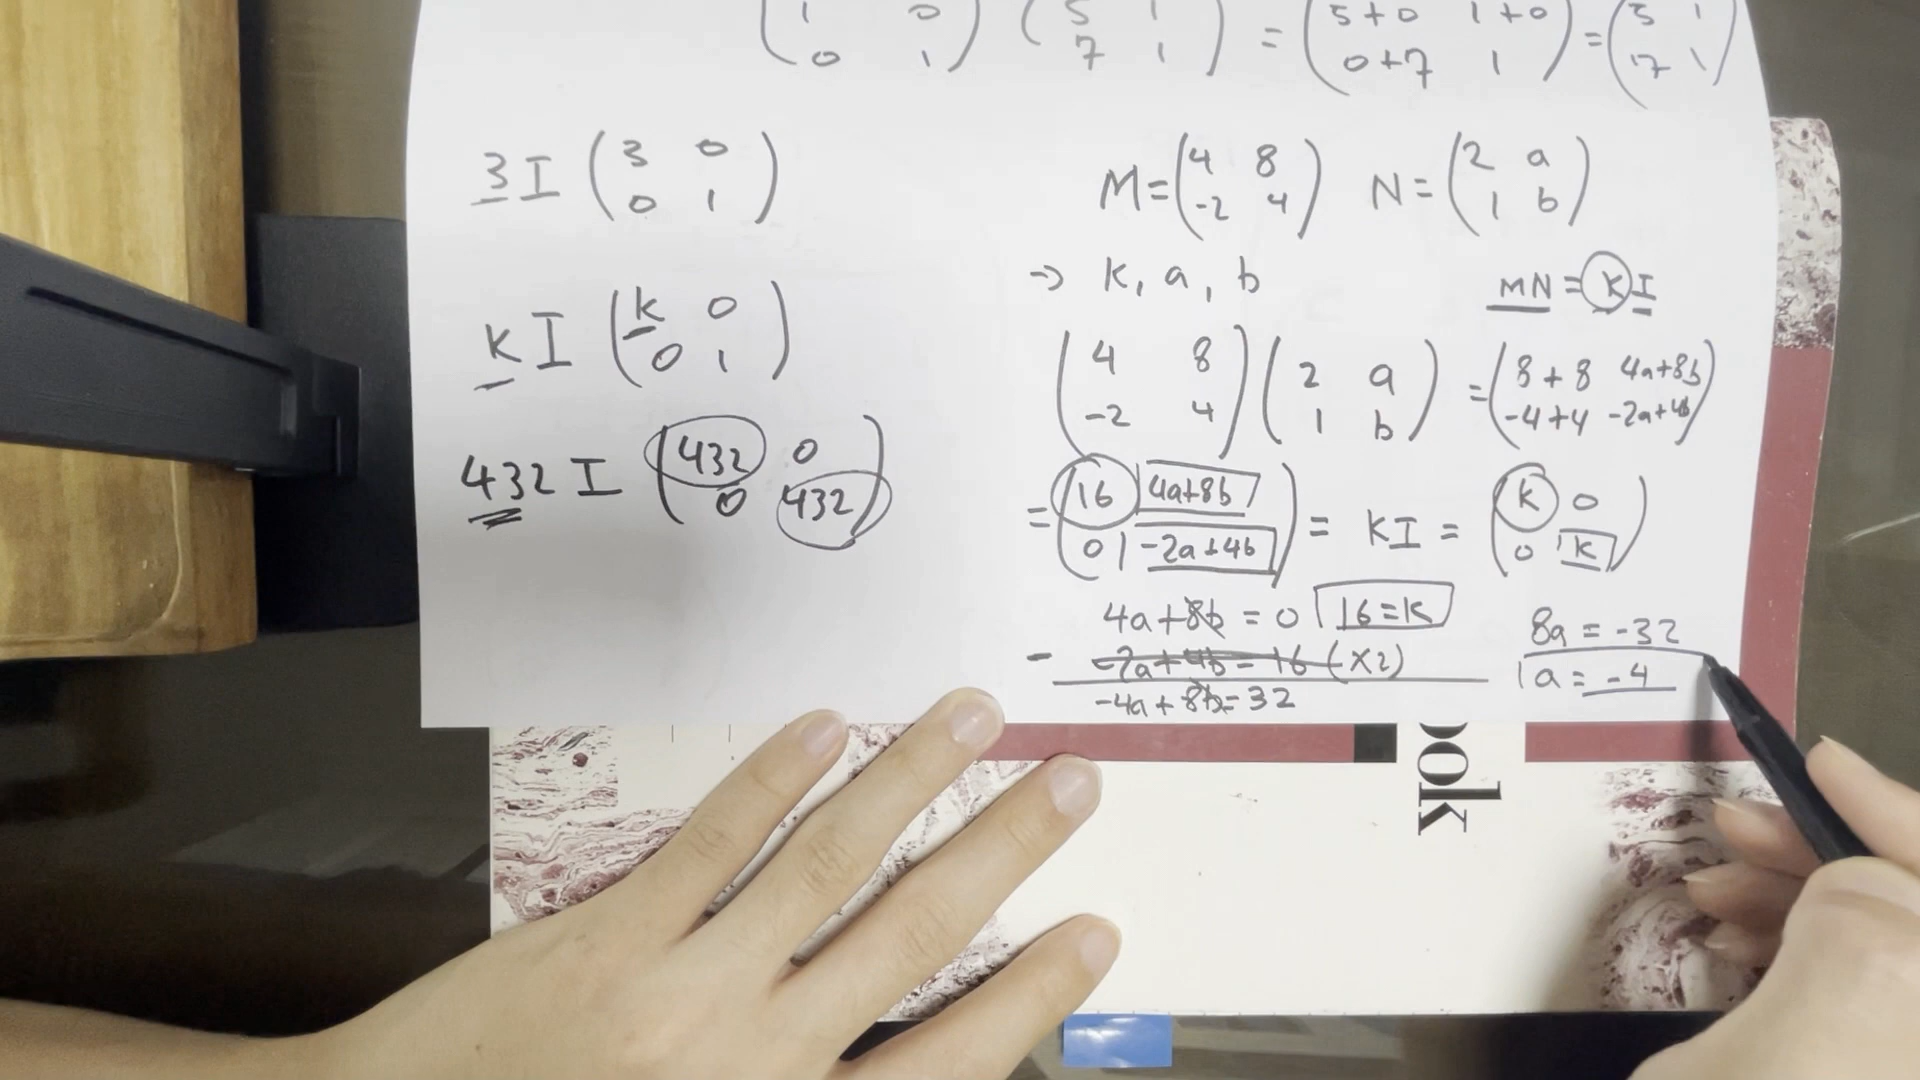 (1 0
0 1) (5 1
7 1) = (5+0 1+0
0+7 1) = (5 1
17 1)
3I (3 0
0 1)
kI (k 0
0 1)
432 I (432 0
0 432)
M=(4 8
-2 4) N=(2 a
1 b)
→ k, a, b
MN = kI
(4 8
-2 4) (2 a
1 b) = (8+8 4a+8b
-4+4 -2a+4b)
= (16 4a+8b
0 -2a+4b) = KI = (k 0
0 k)
4a+8b = 0 16=k
- -2a+4b=16 (×2)
-4a+8b=32
8a = -32
1a = -4
ook